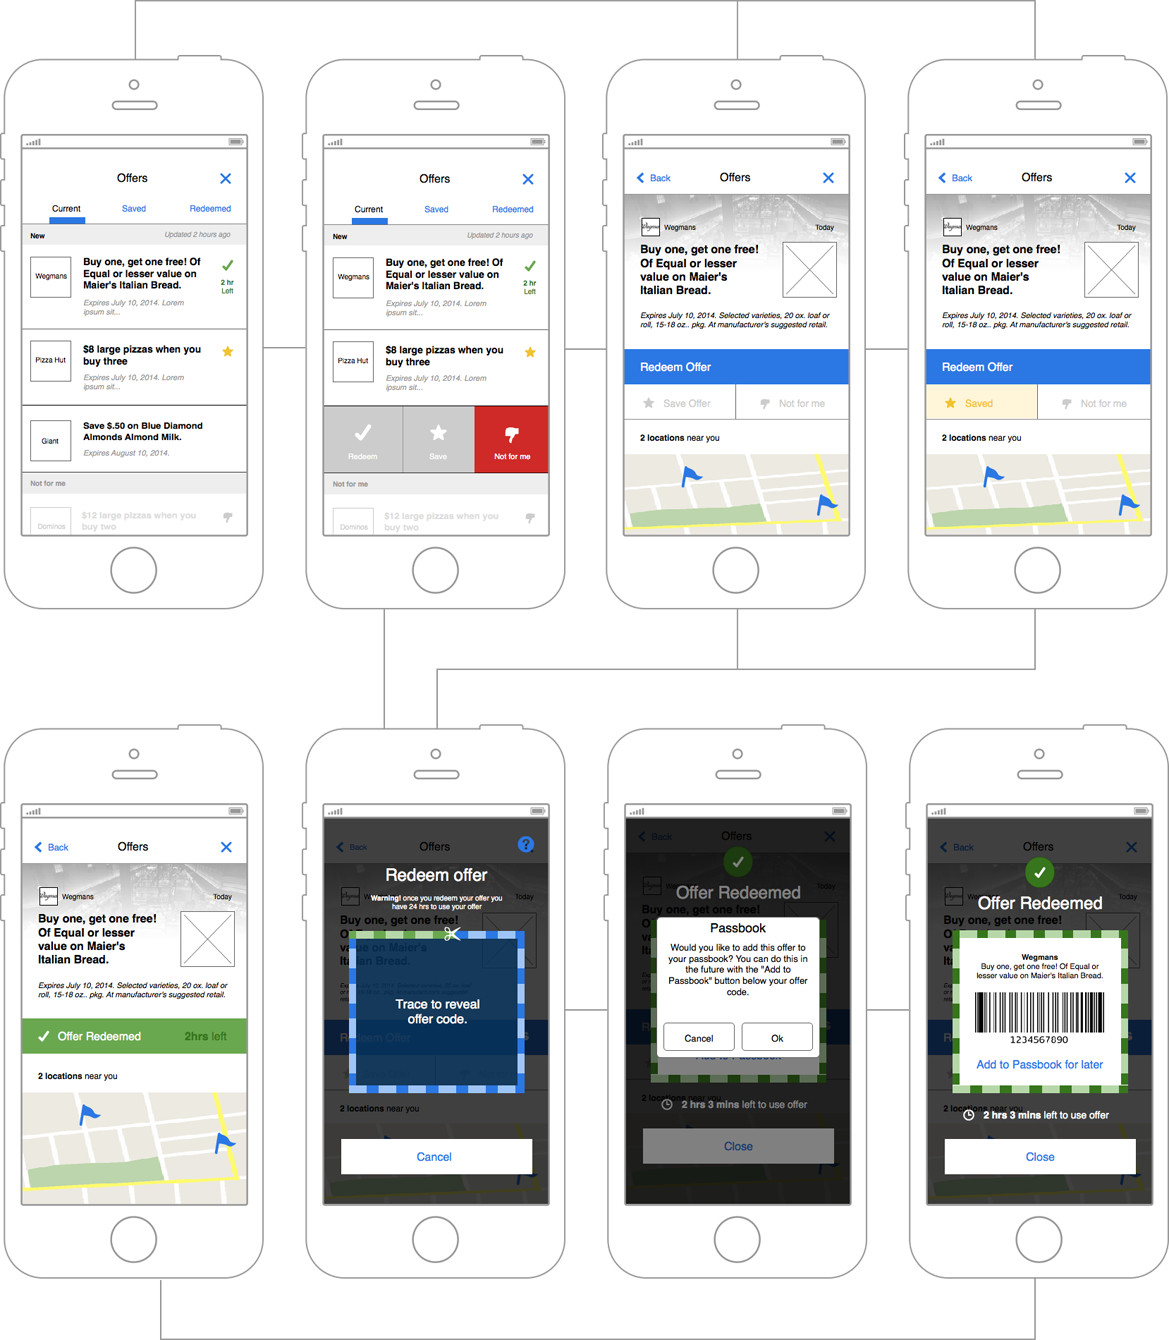 Offers
Current Saved Redeemed
New Updated 2 hours ago
Wegmans
Buy one, get one free! Of
Equal or lesser value on
Maier's Italian Bread.
Expires July 10, 2014. Lorem
ipsum sit...
2 hr
Left
Pizza Hut
$8 large pizzas when you
buy three
Expires July 10, 2014. Lorem
ipsum sit...
Giant
Save $.50 on Blue Diamond
Almonds Almond Milk.
Expires August 10, 2014.
Not for me
Dominos
$12 large pizzas when you
buy two
Offers
Current Saved Redeemed
New Updated 2 hours ago
Wegmans
Buy one, get one free! Of
Equal or lesser value on
Maier's Italian Bread.
Expires July 10, 2014. Lorem
ipsum sit...
2 hr
Left
Pizza Hut
$8 large pizzas when you
buy three
Expires July 10, 2014. Lorem
ipsum sit...
Redeem Save Not for me
Not for me
Dominos
$12 large pizzas when you
buy two
Back Offers
Wegmans Today
Buy one, get one free!
Of Equal or lesser
value on Maier's
Italian Bread.
Expires July 10, 2014. Selected varieties, 20 ox. loaf or
roll, 15-18 oz.. pkg. At manufacturer's suggested retail.
Redeem Offer
Save Offer Not for me
2 locations near you
Back Offers
Wegmans Today
Buy one, get one free!
Of Equal or lesser
value on Maier's
Italian Bread.
Expires July 10, 2014. Selected varieties, 20 ox. loaf or
roll, 15-18 oz.. pkg. At manufacturer's suggested retail.
Redeem Offer
Saved Not for me
2 locations near you
Back Offers
Wegmans Today
Buy one, get one free!
Of Equal or lesser
value on Maier's
Italian Bread.
Expires July 10, 2014. Selected varieties, 20 ox. loaf or
roll, 15-18 oz.. pkg. At manufacturer's suggested retail.
Offer Redeemed 2hrs left
2 locations near you
Back Offers
?
Redeem offer
Warning! once you redeem your offer you
have 24 hrs to use your offer
Today
Trace to reveal
offer code.
2 locations near you
Cancel
Back Offers
Offer Redeemed
Passbook
Would you like to add this offer to
your passbook? You can do this in
the future with the "Add to
Passbook" button below your offer
code.
Cancel Ok
Add to Passbook
2 locations near you
2 hrs 3 mins left to use offer
Close
Back Offers
Offer Redeemed
Wegmans
Buy one, get one free! Of Equal or
lesser value on Maier's Italian Bread.
1234567890
Add to Passbook for later
2 hrs 3 mins left to use offer
Close